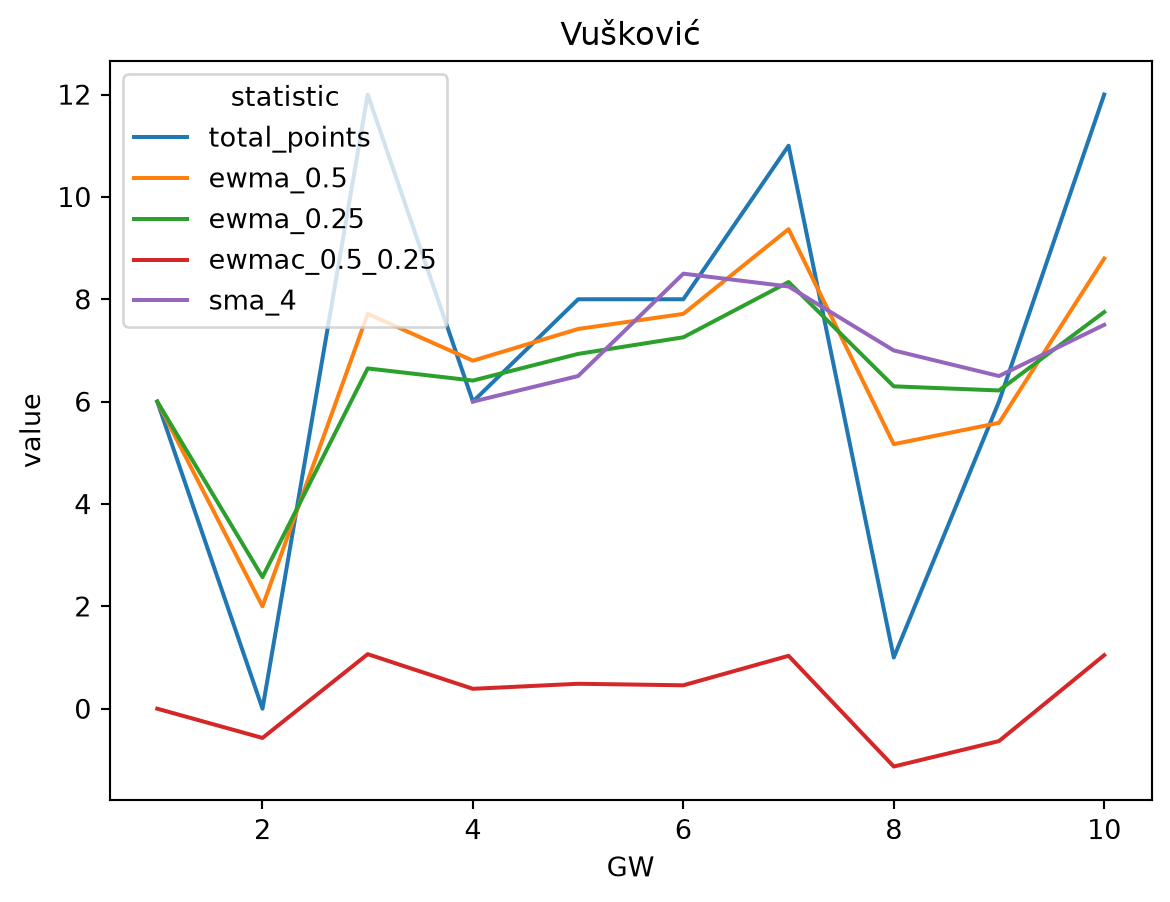 Vušković
statistic
total_points
ewma_0.5
ewma_0.25
ewmac_0.5_0.25
sma_4
12
10
8
6
4
2
0
value
2 4 6 8 10
GW